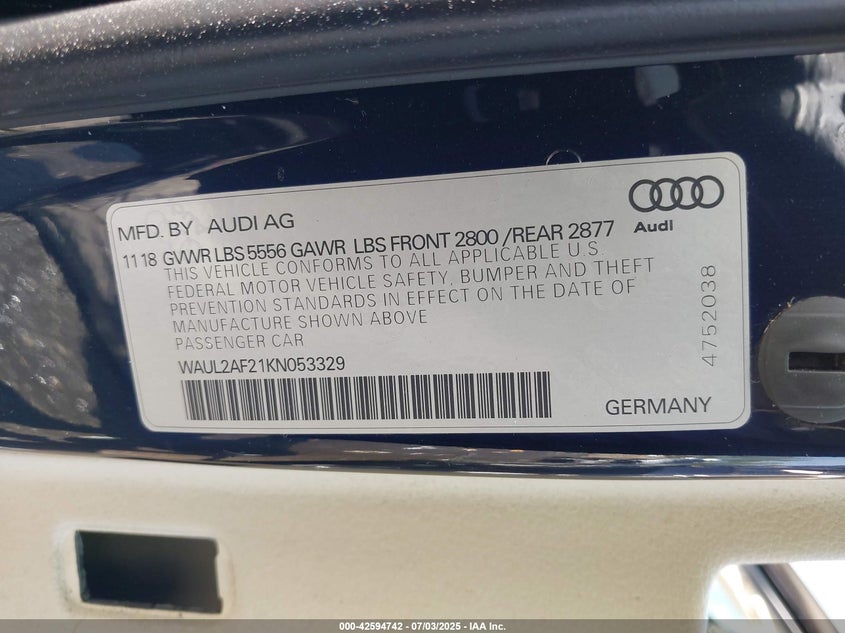 MFD. BY AUDI AG
Audi
11 18 GVWR LBS 5556 GAWR LBS FRONT 2800 /REAR 2877
THIS VEHICLE CONFORMS TO ALL APPLICABLE U.S.
FEDERAL MOTOR VEHICLE SAFETY, BUMPER AND THEFT
PREVENTION STANDARDS IN EFFECT ON THE DATE OF
MANUFACTURE SHOWN ABOVE
PASSENGER CAR
WAUL2AF21KN053329
4752038
GERMANY
000-42594742 - 07/03/2025 - IAA Inc.